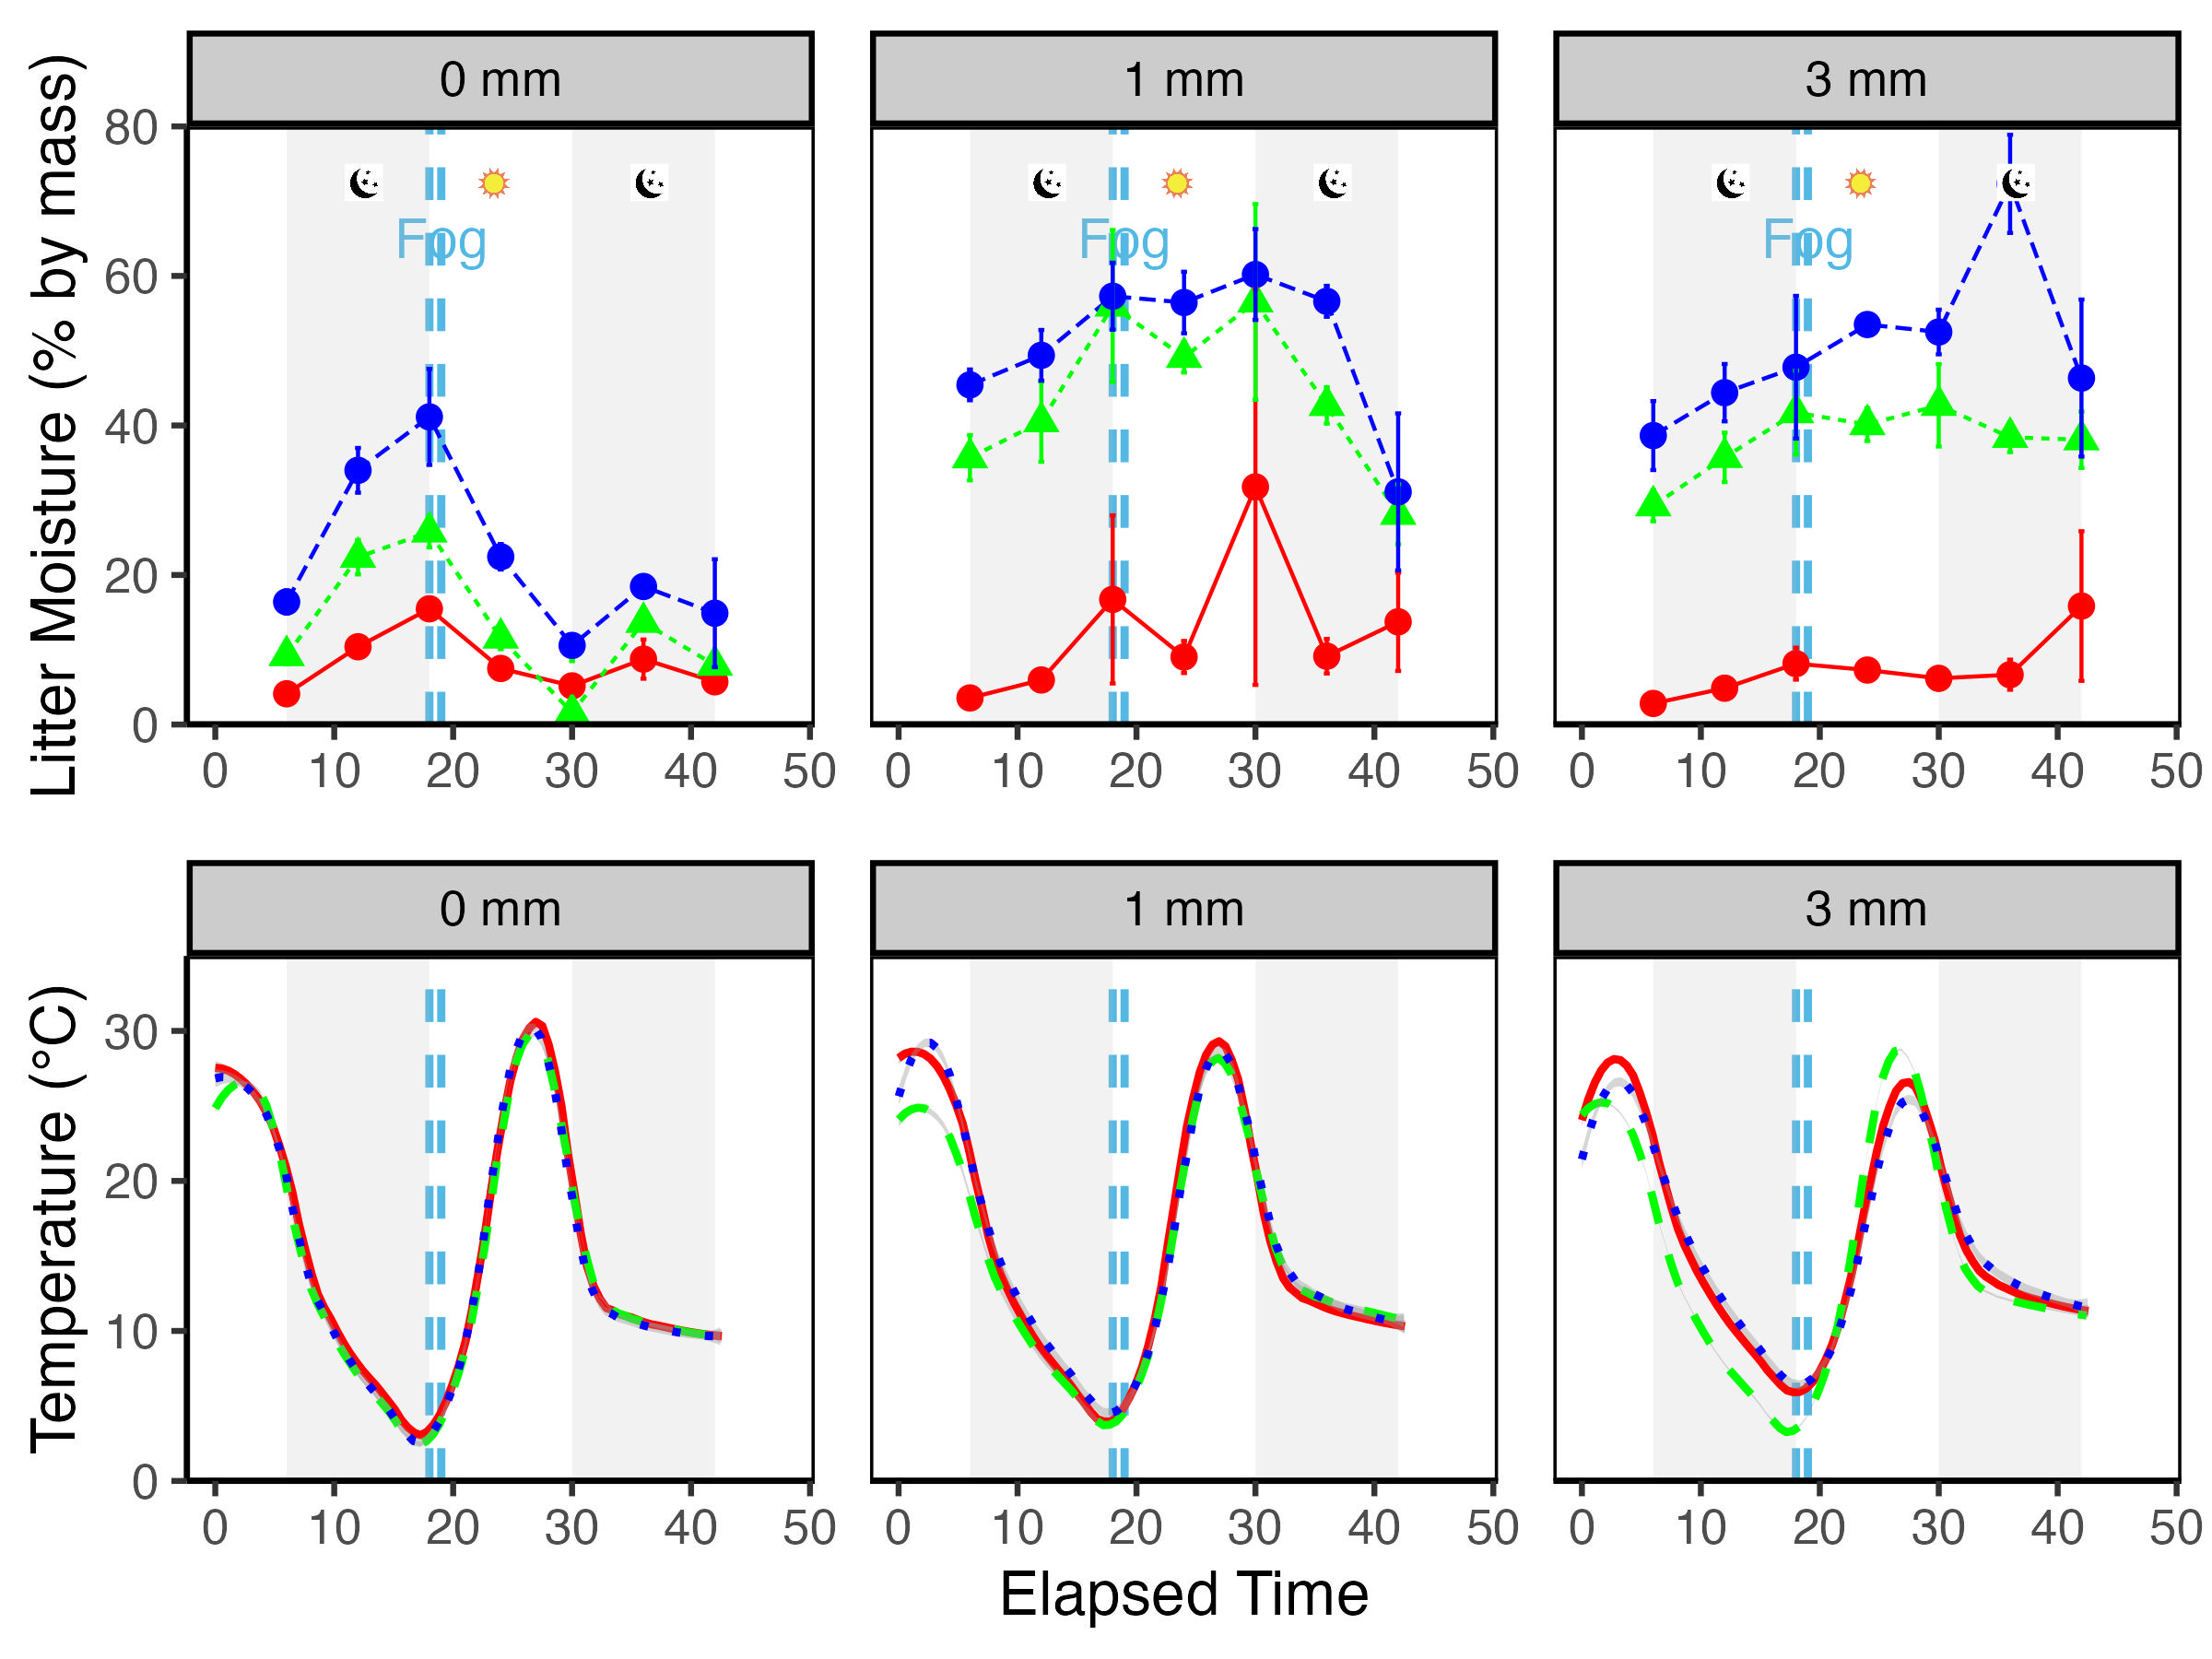 0 mm 1 mm 3 mm
Litter Moisture (% by mass)
80
60
40
20
0
Fog Fog Fog
0 10 20 30 40 50 0 10 20 30 40 50 0 10 20 30 40 50
0 mm 1 mm 3 mm
Temperature (°C)
30
20
10
0
0 10 20 30 40 50 0 10 20 30 40 50 0 10 20 30 40 50
Elapsed Time